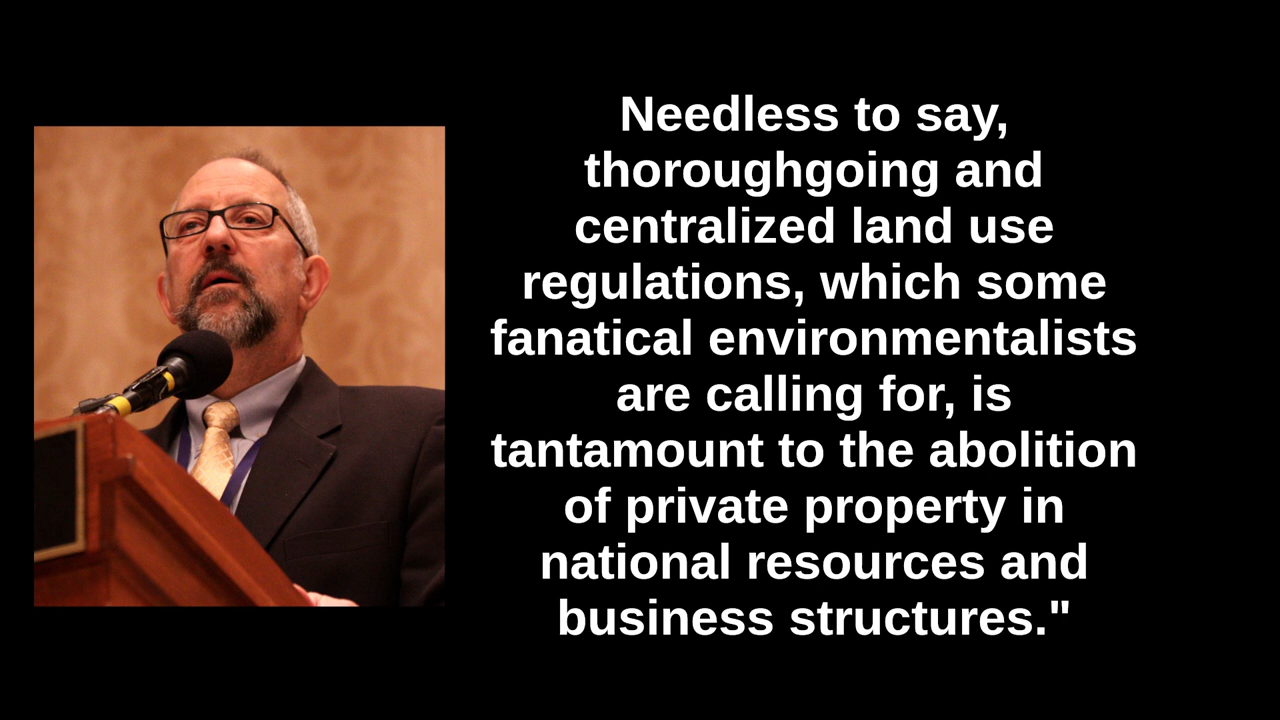 Needless to say,
thoroughgoing and
centralized land use
regulations, which some
fanatical environmentalists
are calling for, is
tantamount to the abolition
of private property in
national resources and
business structures."